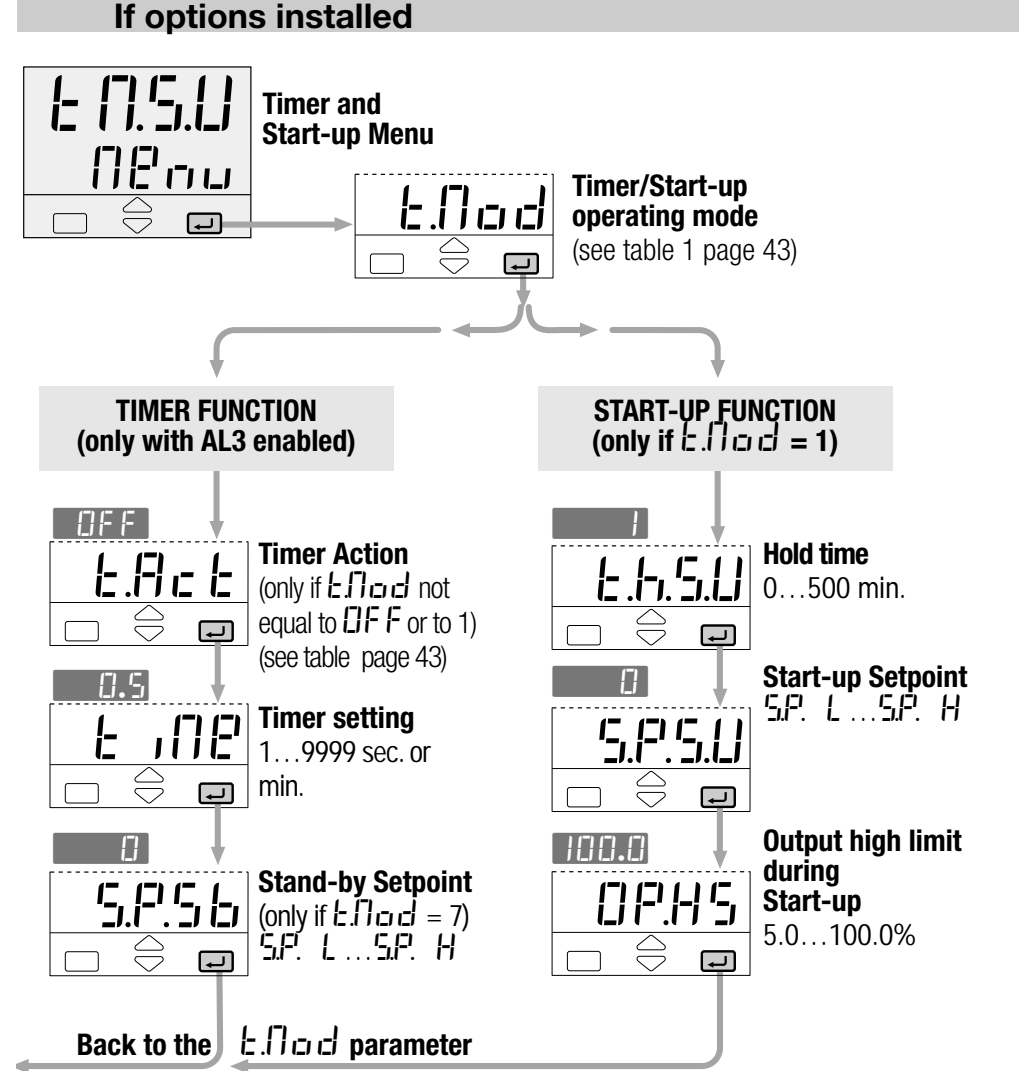 If options installed
t.M.S.U
Menu
Timer and
Start-up Menu
t.Mod
Timer/Start-up
operating mode
(see table 1 page 43)
TIMER FUNCTION
(only with AL3 enabled)
OFF
t.Act
Timer Action
(only if t.Mod not
equal to OFF or to 1)
(see table page 43)
0.5
tiMe
Timer setting
1...9999 sec. or
min.
0
S.P.Sb
Stand-by Setpoint
(only if t.Mod = 7)
S.P. L ...S.P. H
START-UP FUNCTION
(only if t.Mod = 1)
1
t.h.S.U
Hold time
0...500 min.
0
S.P.S.U
Start-up Setpoint
S.P. L ...S.P. H
100.0
OP.HS
Output high limit
during
Start-up
5.0...100.0%
Back to the t.Mod parameter